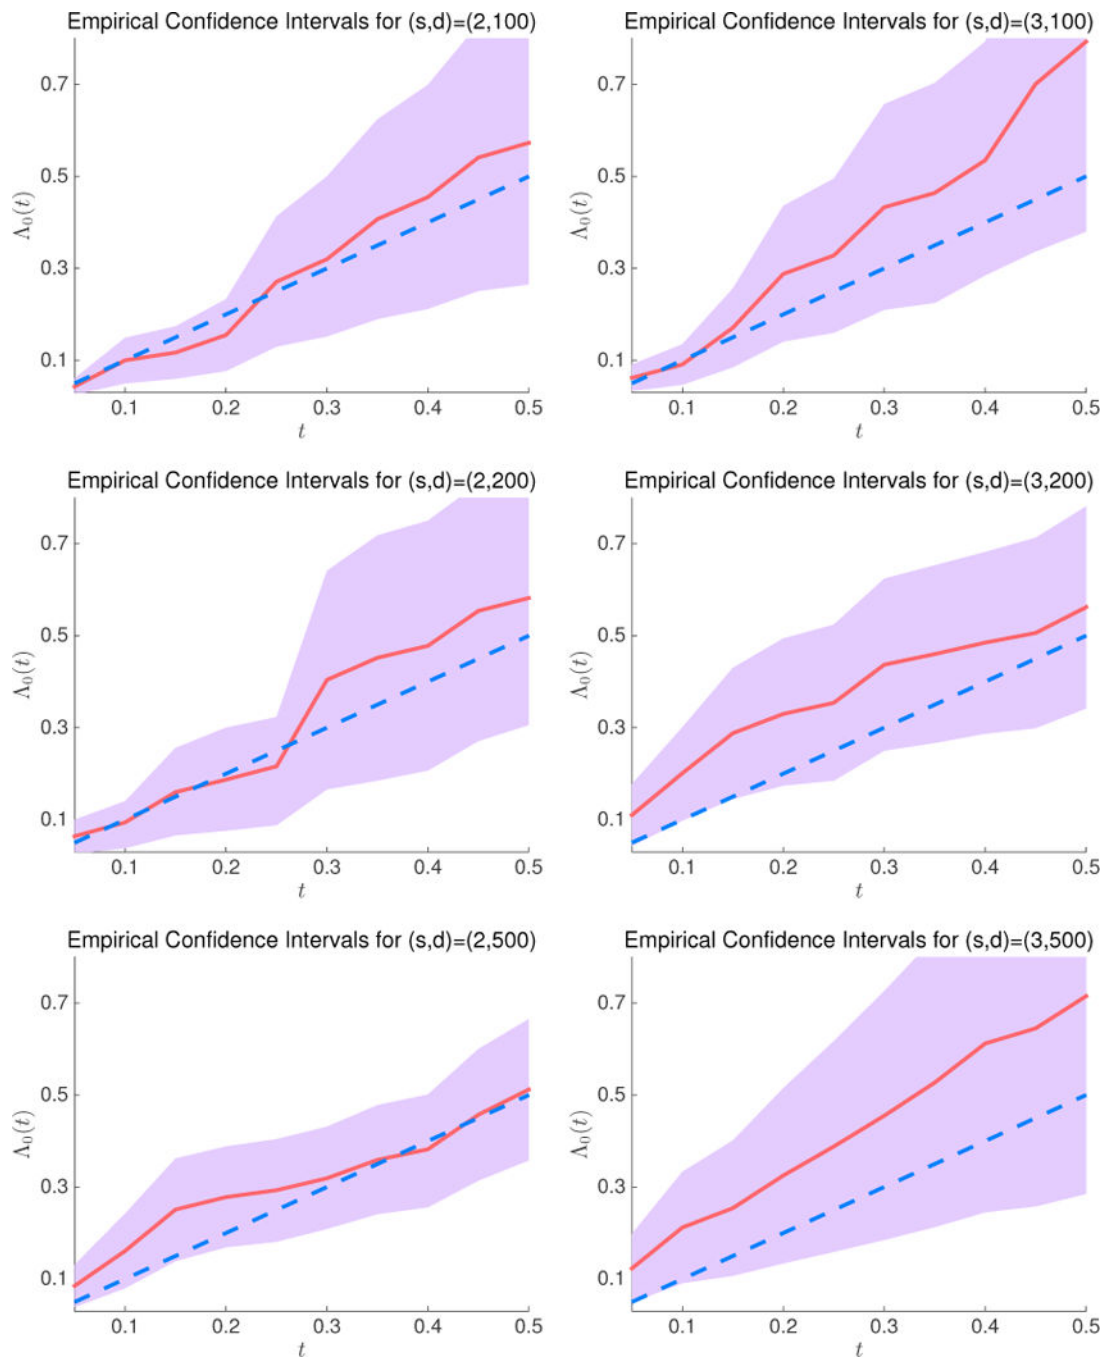 Empirical Confidence Intervals for (s,d)=(2,100)
0.7
0.5
0.3
0.1
Λ₀(t)
0.1 0.2 0.3 0.4 0.5
t
Empirical Confidence Intervals for (s,d)=(3,100)
0.7
0.5
0.3
0.1
Λ₀(t)
0.1 0.2 0.3 0.4 0.5
t
Empirical Confidence Intervals for (s,d)=(2,200)
0.7
0.5
0.3
0.1
Λ₀(t)
0.1 0.2 0.3 0.4 0.5
t
Empirical Confidence Intervals for (s,d)=(3,200)
0.7
0.5
0.3
0.1
Λ₀(t)
0.1 0.2 0.3 0.4 0.5
t
Empirical Confidence Intervals for (s,d)=(2,500)
0.7
0.5
0.3
0.1
Λ₀(t)
0.1 0.2 0.3 0.4 0.5
t
Empirical Confidence Intervals for (s,d)=(3,500)
0.7
0.5
0.3
0.1
Λ₀(t)
0.1 0.2 0.3 0.4 0.5
t